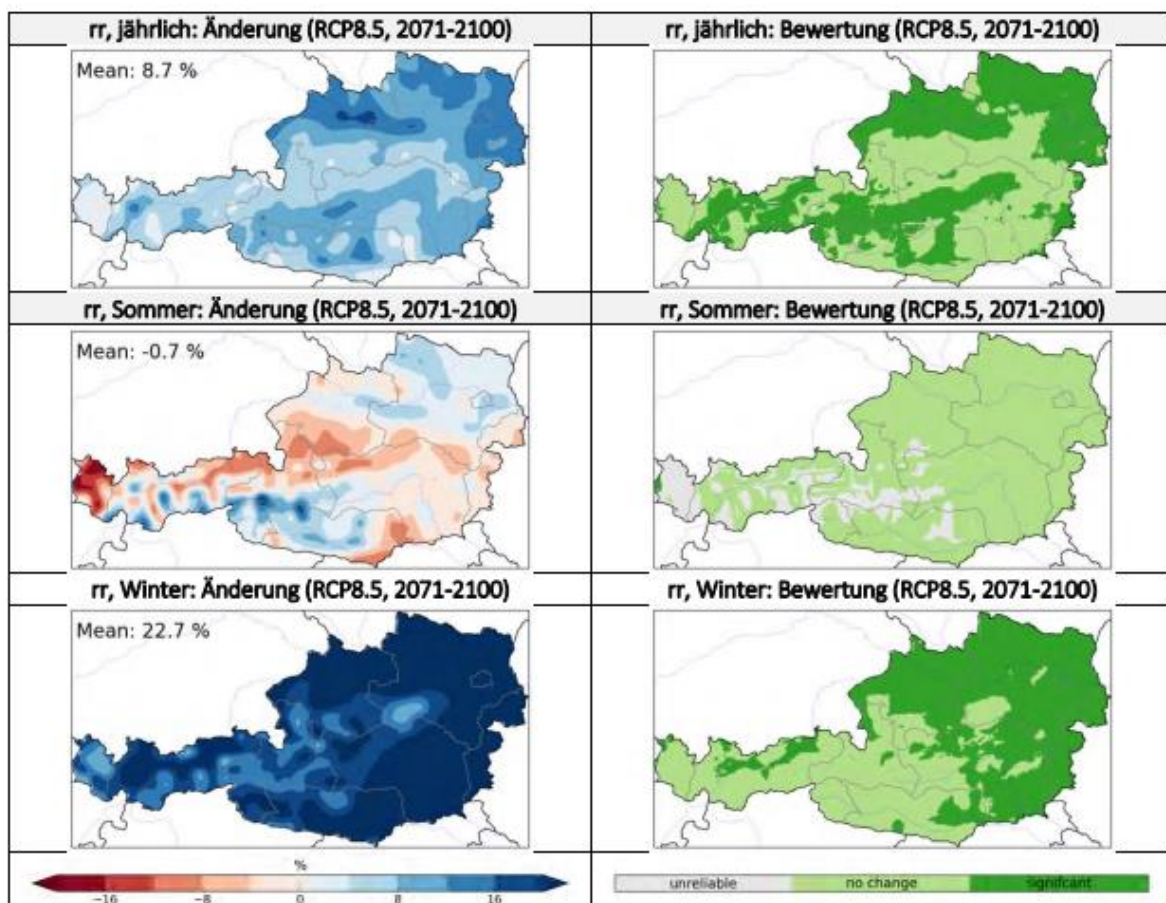 rr, jährlich: Änderung (RCP8.5, 2071-2100)
rr, jährlich: Bewertung (RCP8.5, 2071-2100)
Mean: 8.7 %
rr, Sommer: Änderung (RCP8.5, 2071-2100)
rr, Sommer: Bewertung (RCP8.5, 2071-2100)
Mean: -0.7 %
rr, Winter: Änderung (RCP8.5, 2071-2100)
rr, Winter: Bewertung (RCP8.5, 2071-2100)
Mean: 22.7 %
%
−16 −8 0 8 16
unreliable no change signifcant